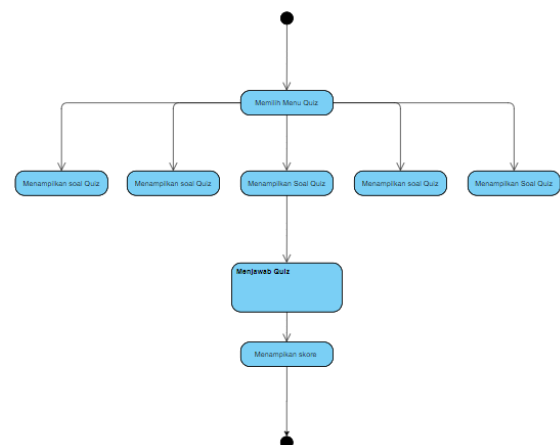 Memilih Menu Quiz
Menampilkan soal Quiz
Menampilkan soal Quiz
Menampilkan Soal Quiz
Menampilkan soal Quiz
Menampilkan Soal Quiz
Menjawab Quiz
Menampikan skore